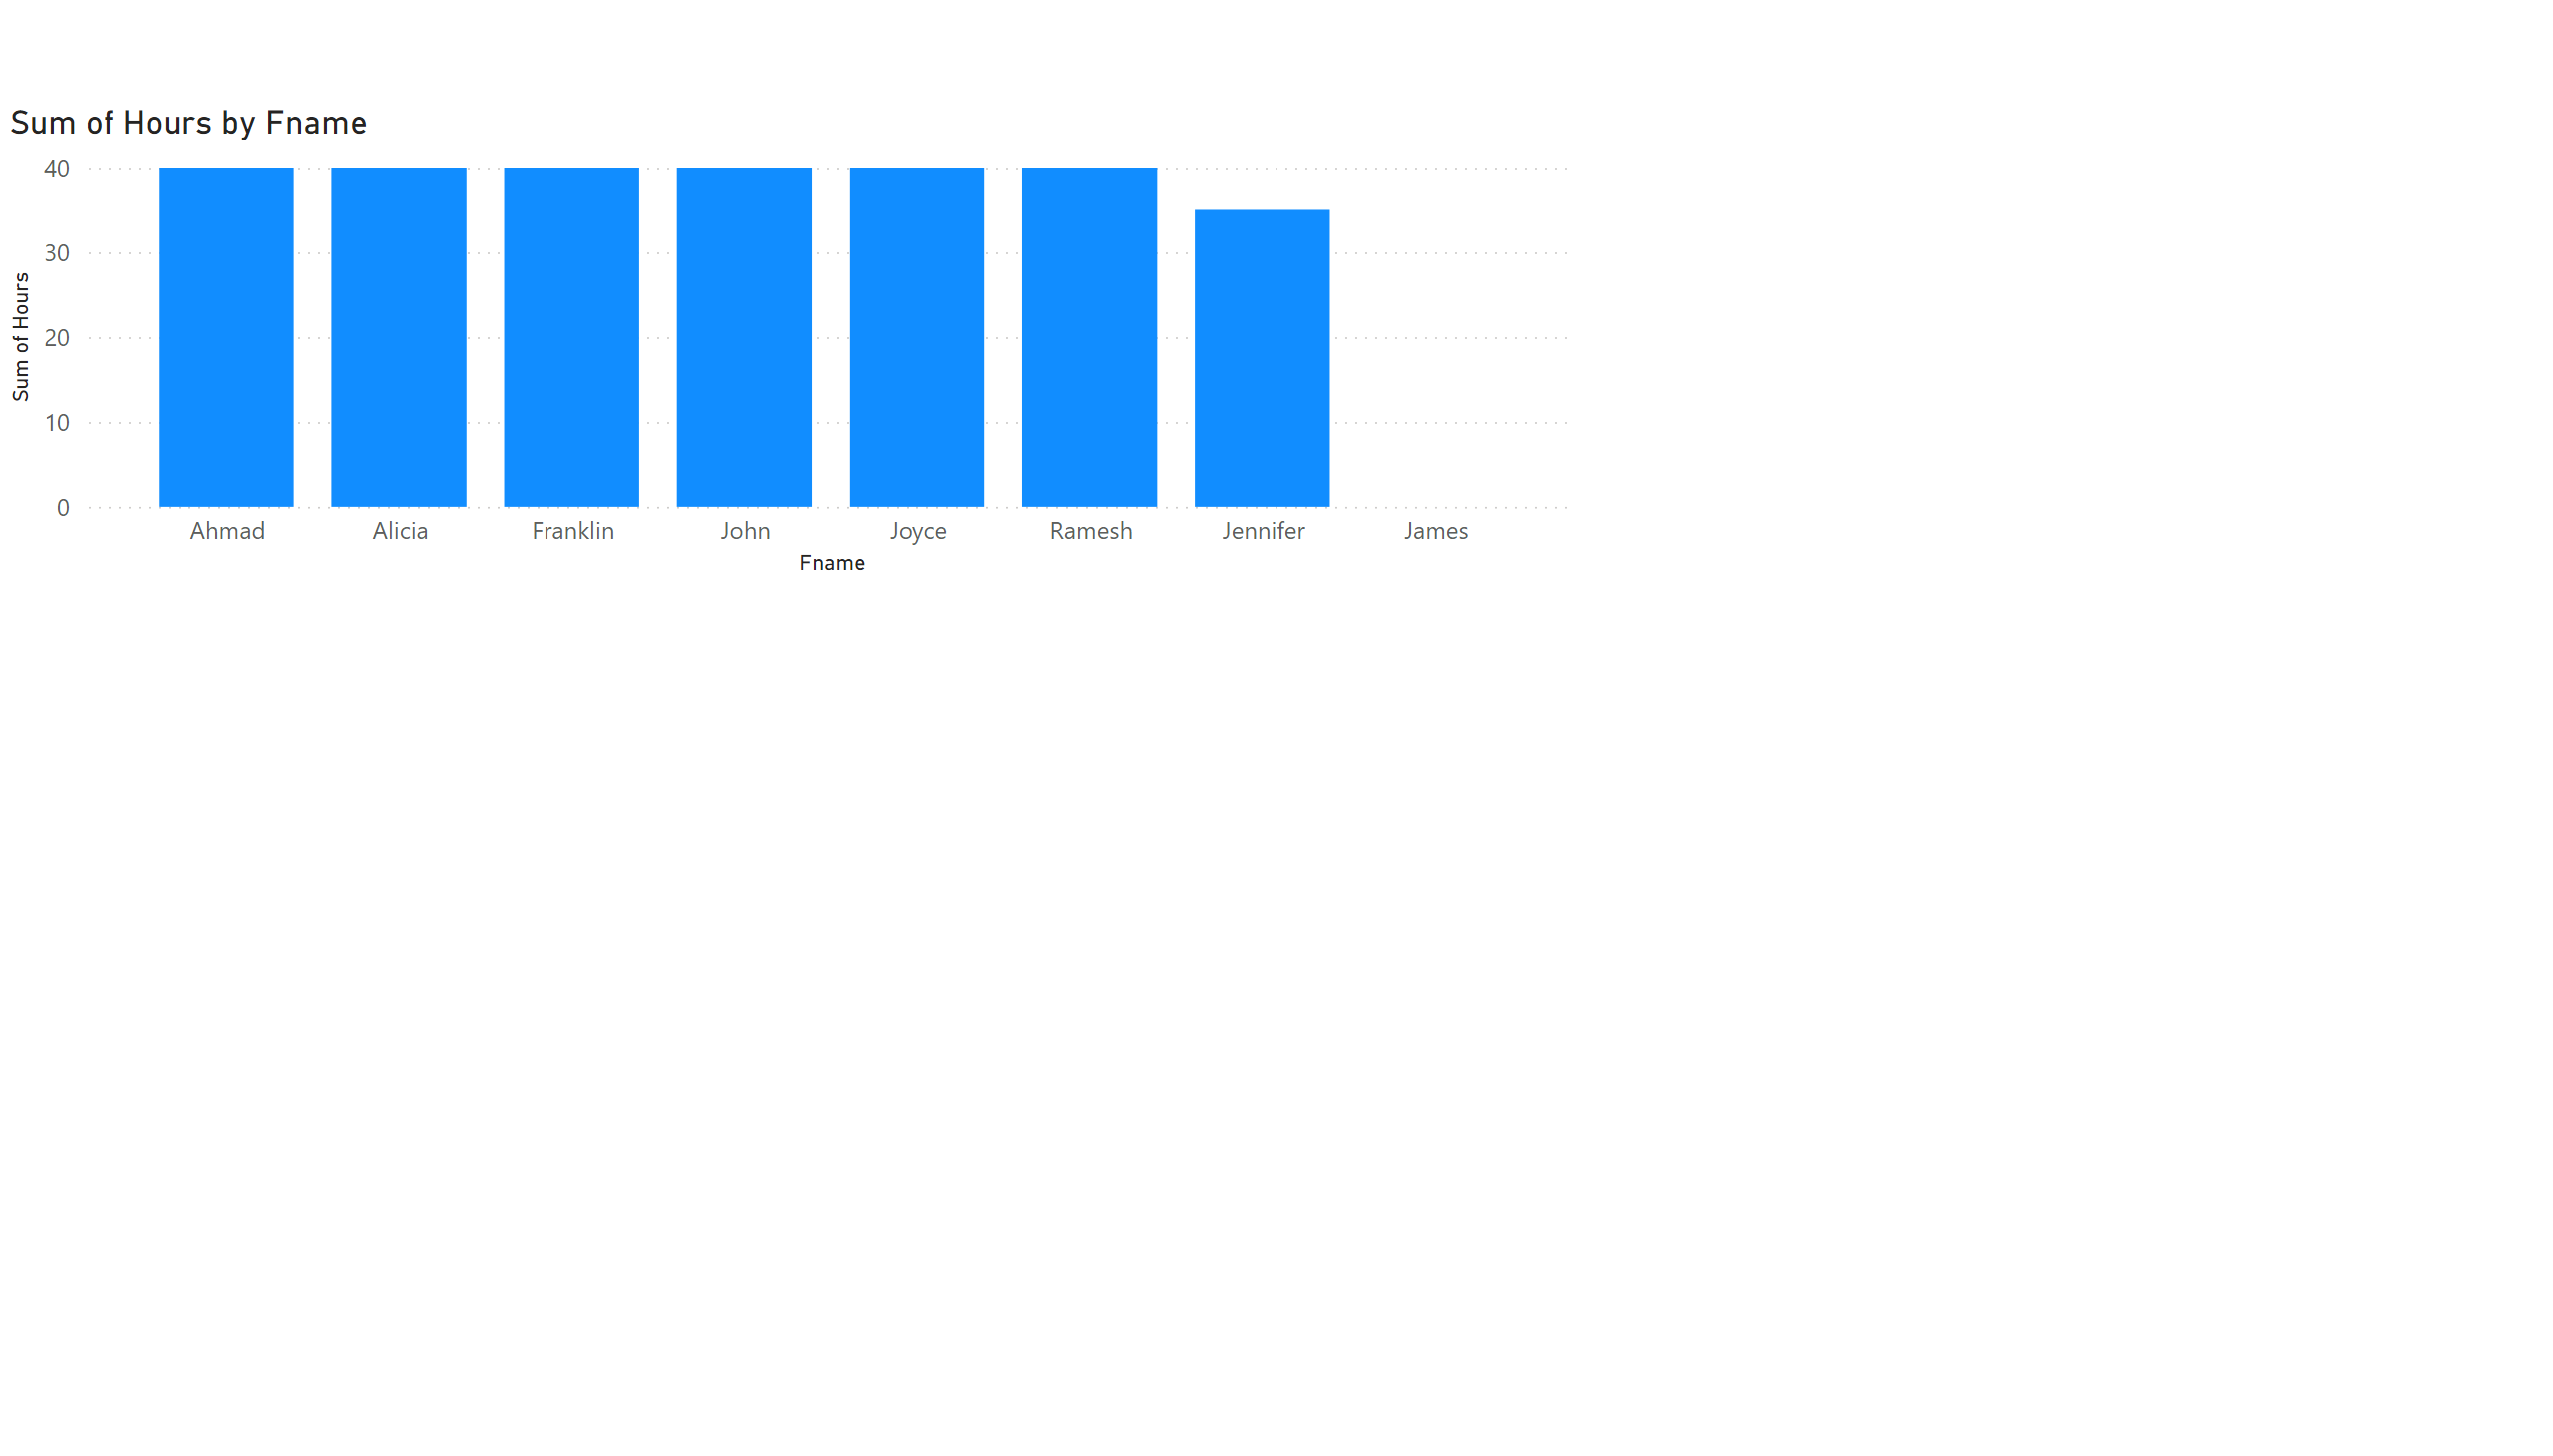 Sum of Hours by Fname
40
30
20
10
0
Sum of Hours
Ahmad Alicia Franklin John Joyce Ramesh Jennifer James
Fname